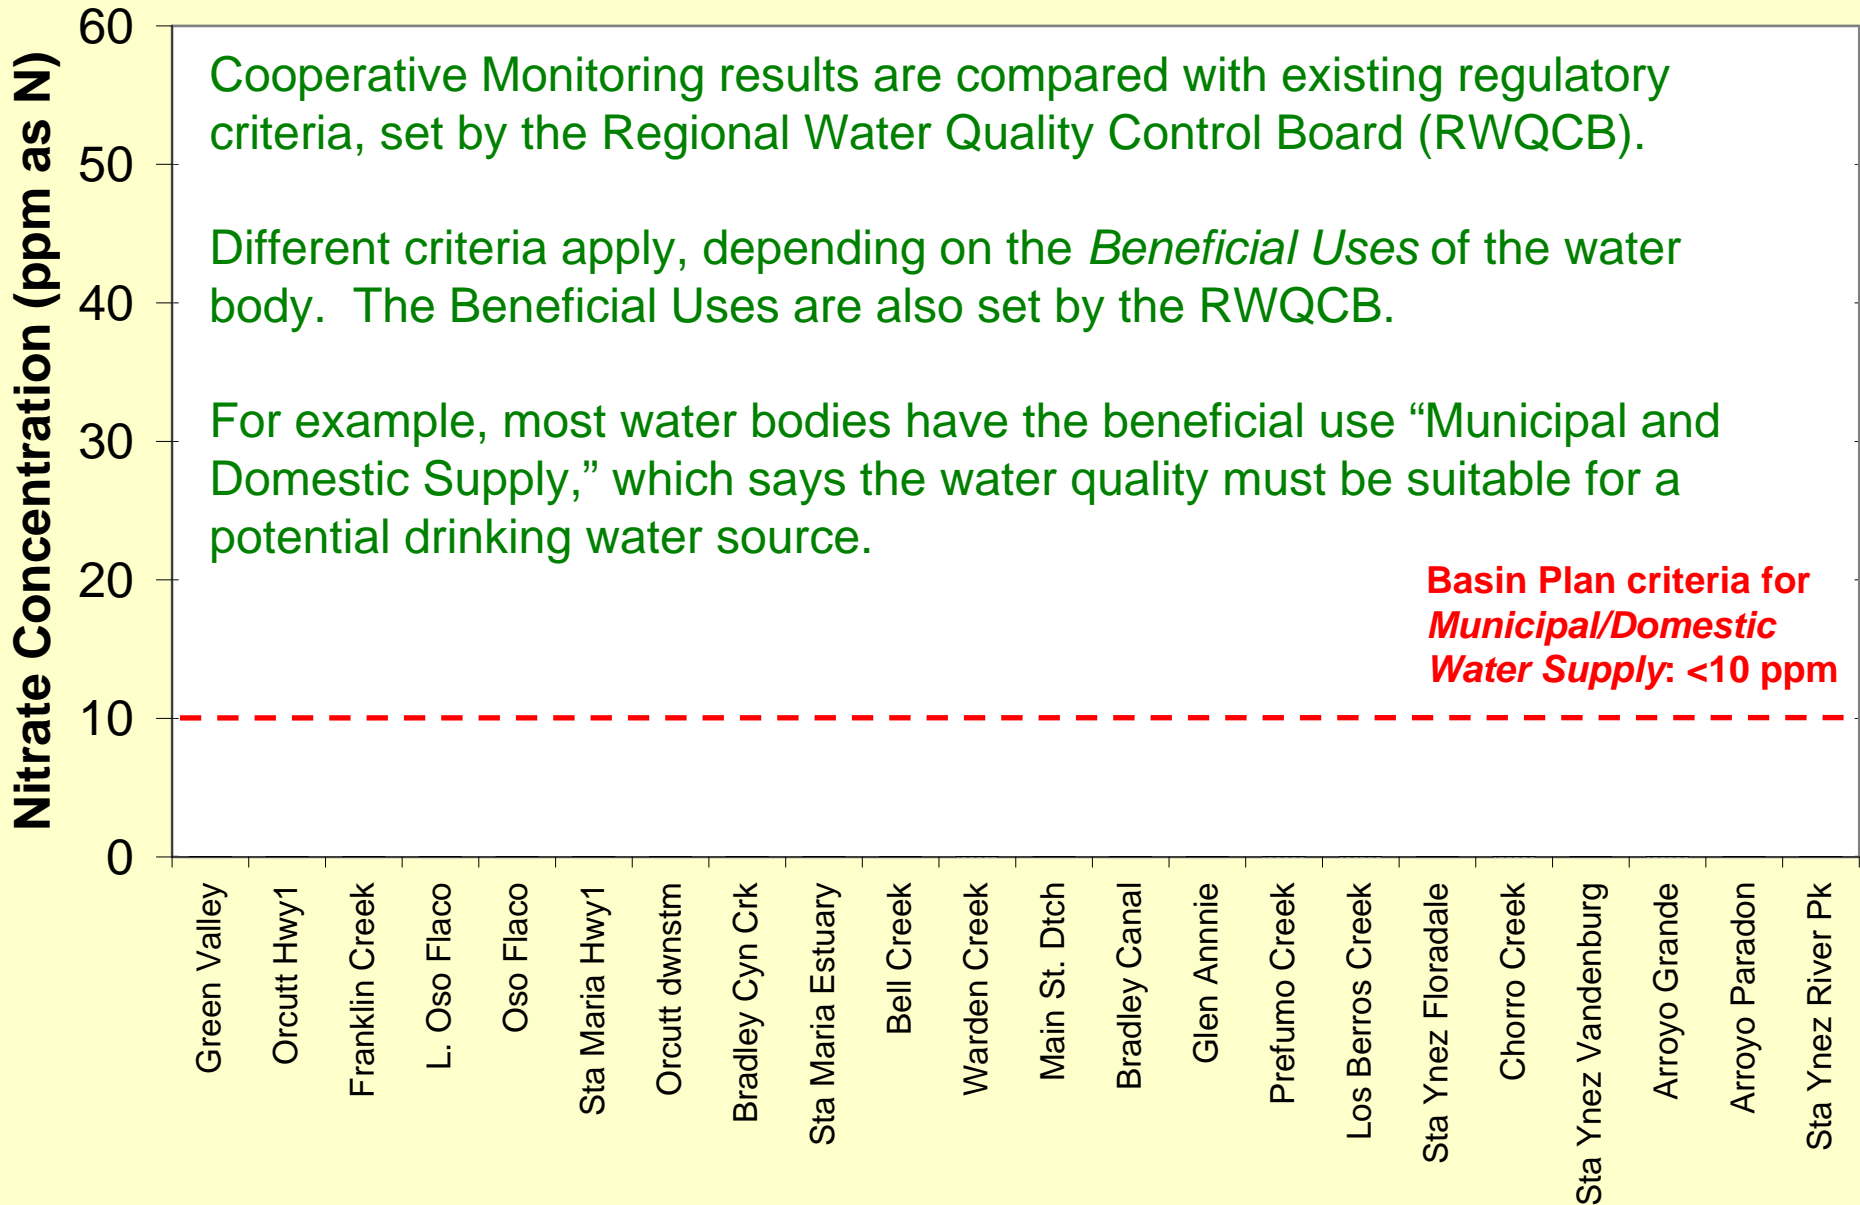 60
50
40
30
20
10
0
Nitrate Concentration (ppm as N)
Cooperative Monitoring results are compared with existing regulatory
criteria, set by the Regional Water Quality Control Board (RWQCB).
Different criteria apply, depending on the Beneficial Uses of the water
body.  The Beneficial Uses are also set by the RWQCB.
For example, most water bodies have the beneficial use “Municipal and
Domestic Supply,” which says the water quality must be suitable for a
potential drinking water source.
Basin Plan criteria for
Municipal/Domestic
Water Supply: <10 ppm
Green Valley
Orcutt Hwy1
Franklin Creek
L. Oso Flaco
Oso Flaco
Sta Maria Hwy1
Orcutt dwnstm
Bradley Cyn Crk
Sta Maria Estuary
Bell Creek
Warden Creek
Main St. Dtch
Bradley Canal
Glen Annie
Prefumo Creek
Los Berros Creek
Sta Ynez Floradale
Chorro Creek
Sta Ynez Vandenburg
Arroyo Grande
Arroyo Paradon
Sta Ynez River Pk